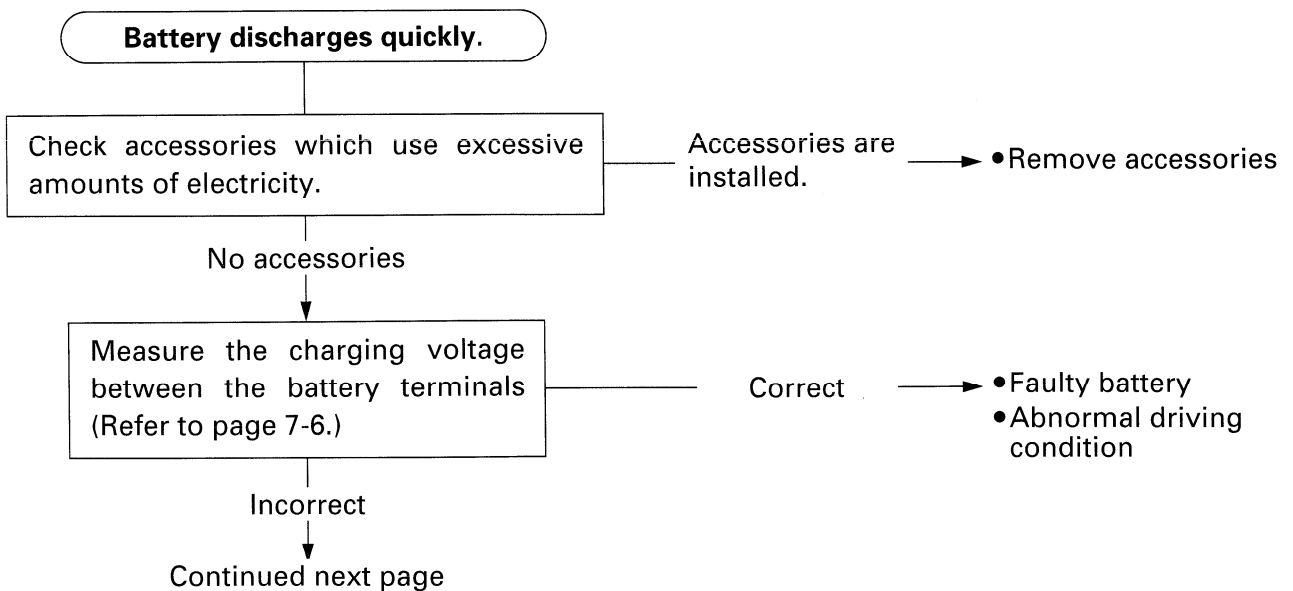 Battery discharges quickly.
Check accessories which use excessive
amounts of electricity.
Accessories are
installed.
•Remove accessories
No accessories
Measure the charging voltage
between the battery terminals
(Refer to page 7-6.)
Correct
•Faulty battery
•Abnormal driving
condition
Incorrect
Continued next page